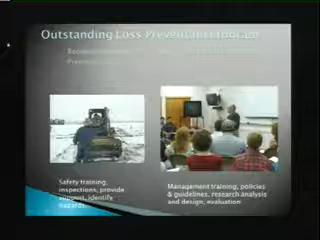 Outstanding Loss Prevention
Safety training,
inspections, provide
support, identify
hazards
Management training, policies
& guidelines, research analysis
and design; evaluation